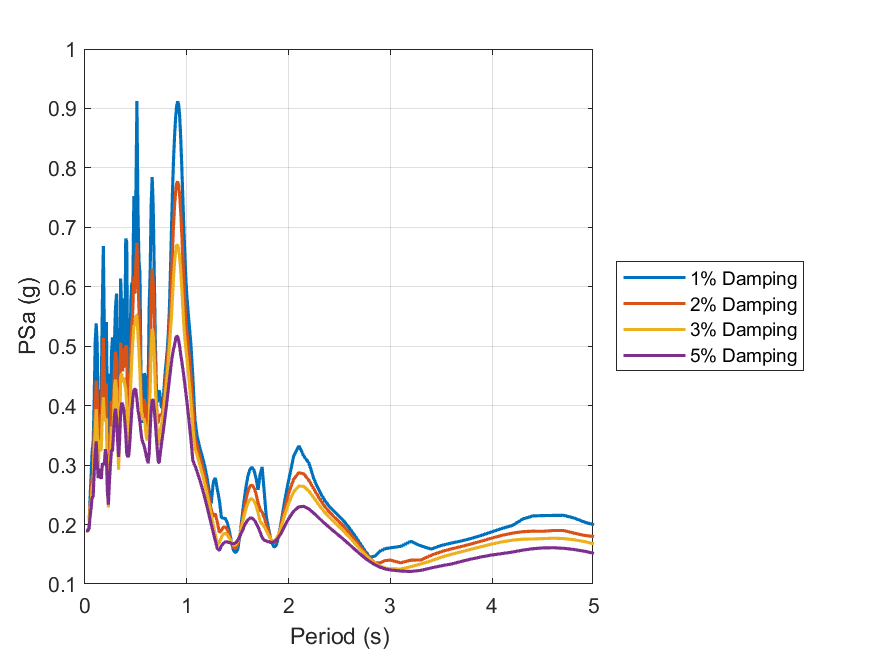 1
0.9
0.8
0.7
0.6
0.5
0.4
0.3
0.2
0.1
PSa (g)
0 1 2 3 4 5
Period (s)
1% Damping
2% Damping
3% Damping
5% Damping